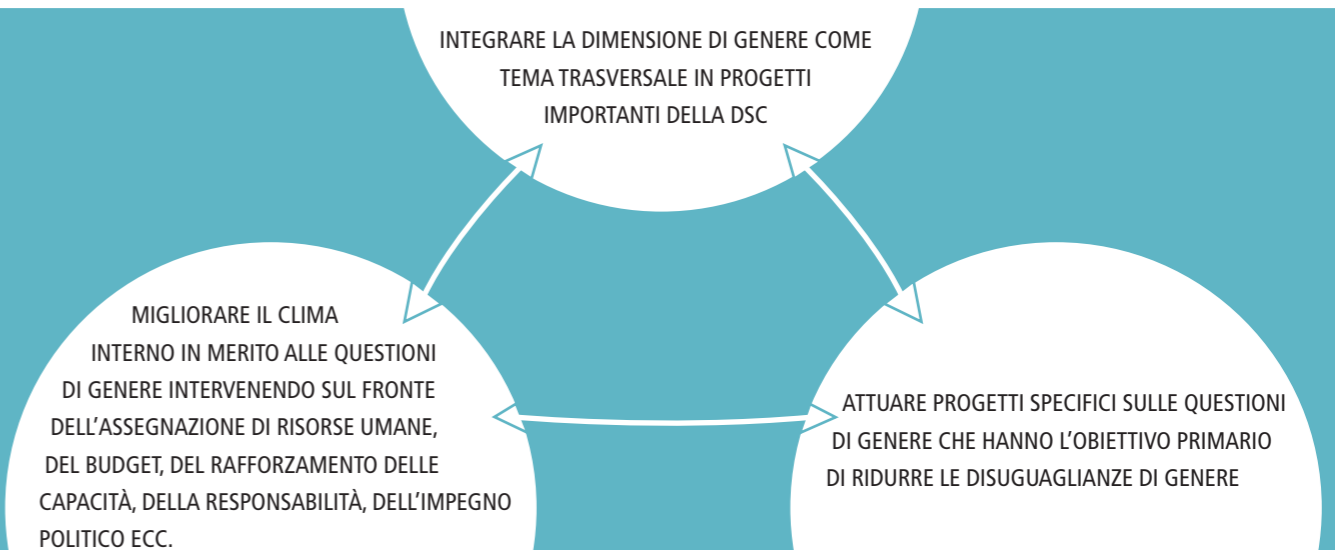 INTEGRARE LA DIMENSIONE DI GENERE COME
TEMA TRASVERSALE IN PROGETTI
IMPORTANTI DELLA DSC
MIGLIORARE IL CLIMA
INTERNO IN MERITO ALLE QUESTIONI
DI GENERE INTERVENENDO SUL FRONTE
DELL'ASSEGNAZIONE DI RISORSE UMANE,
DEL BUDGET, DEL RAFFORZAMENTO DELLE
CAPACITÀ, DELLA RESPONSABILITÀ, DELL'IMPEGNO
POLITICO ECC.
ATTUARE PROGETTI SPECIFICI SULLE QUESTIONI
DI GENERE CHE HANNO L'OBIETTIVO PRIMARIO
DI RIDURRE LE DISUGUAGLIANZE DI GENERE